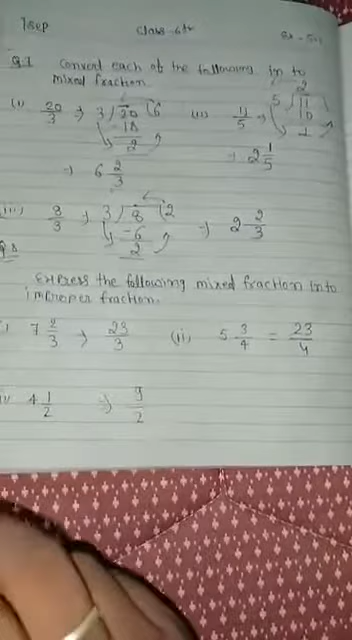 7 Sep Class - 6th Ex - 5.1
Q.1 Convert each of the following in to
mixed fraction.
(i) 20/3 ⇒ 3) 20 (6 (ii) 11/5 ⇒ 5) 11 2
-18 10
2 1
⇒ 6 2/3 ⇒ 2 1/5
(iii) 8/3 ⇒ 3) 8 (2 ⇒ 2 2/3
-6
2
Express the following mixed fraction into
improper fraction.
7 2/3 ⇒ 23/3 (ii) 5 3/4 = 23/4
4 1/2 ⇒ 9/2